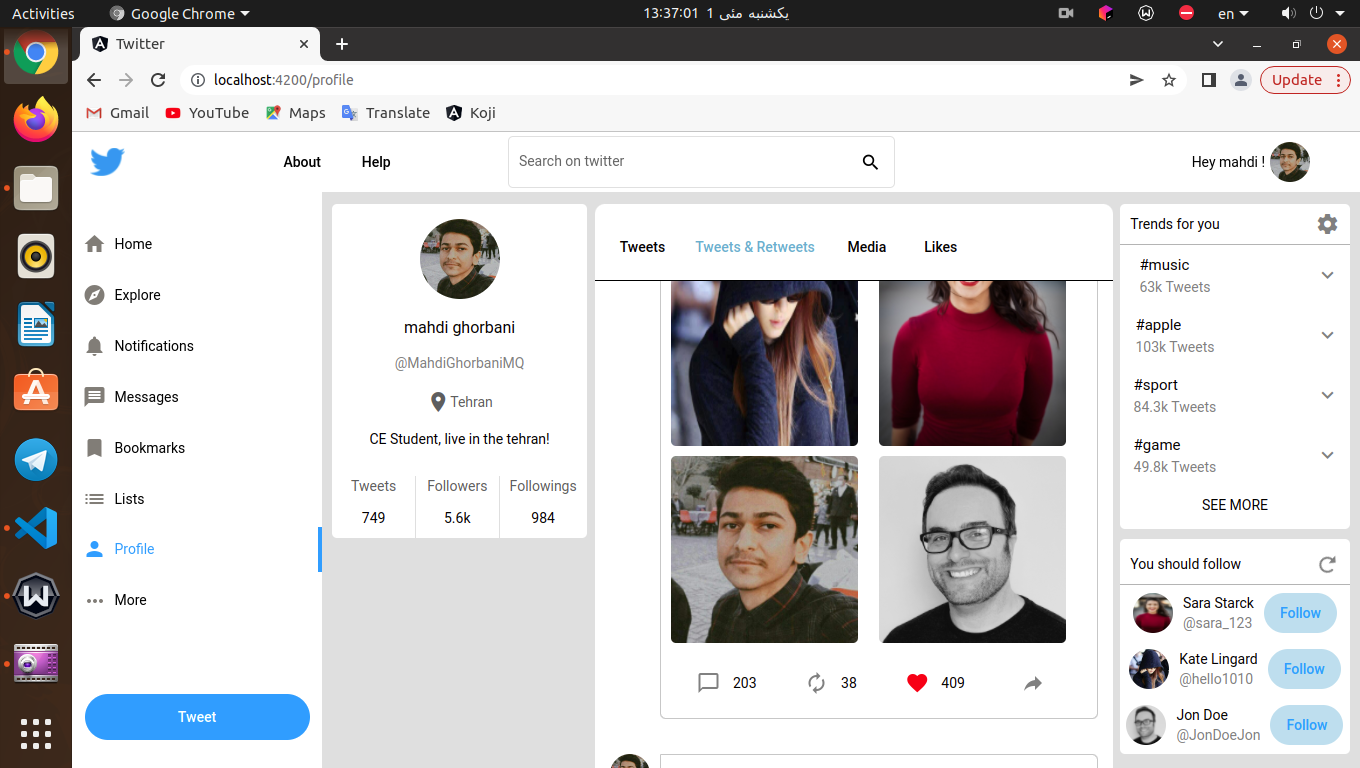 Activities
Google Chrome
یکشنبه مئی 1 13:37:01
en
Twitter
localhost:4200/profile
Update
Gmail
YouTube
Maps
Translate
Koji
About
Help
Search on twitter
Hey mahdi !
Home
Explore
Notifications
Messages
Bookmarks
Lists
Profile
More
Tweet
mahdi ghorbani
@MahdiGhorbaniMQ
Tehran
CE Student, live in the tehran!
Tweets Followers Followings
749 5.6k 984
Tweets Tweets & Retweets Media Likes
203 38 409
Trends for you
#music
63k Tweets
#apple
103k Tweets
#sport
84.3k Tweets
#game
49.8k Tweets
SEE MORE
You should follow
Sara Starck
@sara_123
Follow
Kate Lingard
@hello1010
Follow
Jon Doe
@JonDoeJon
Follow